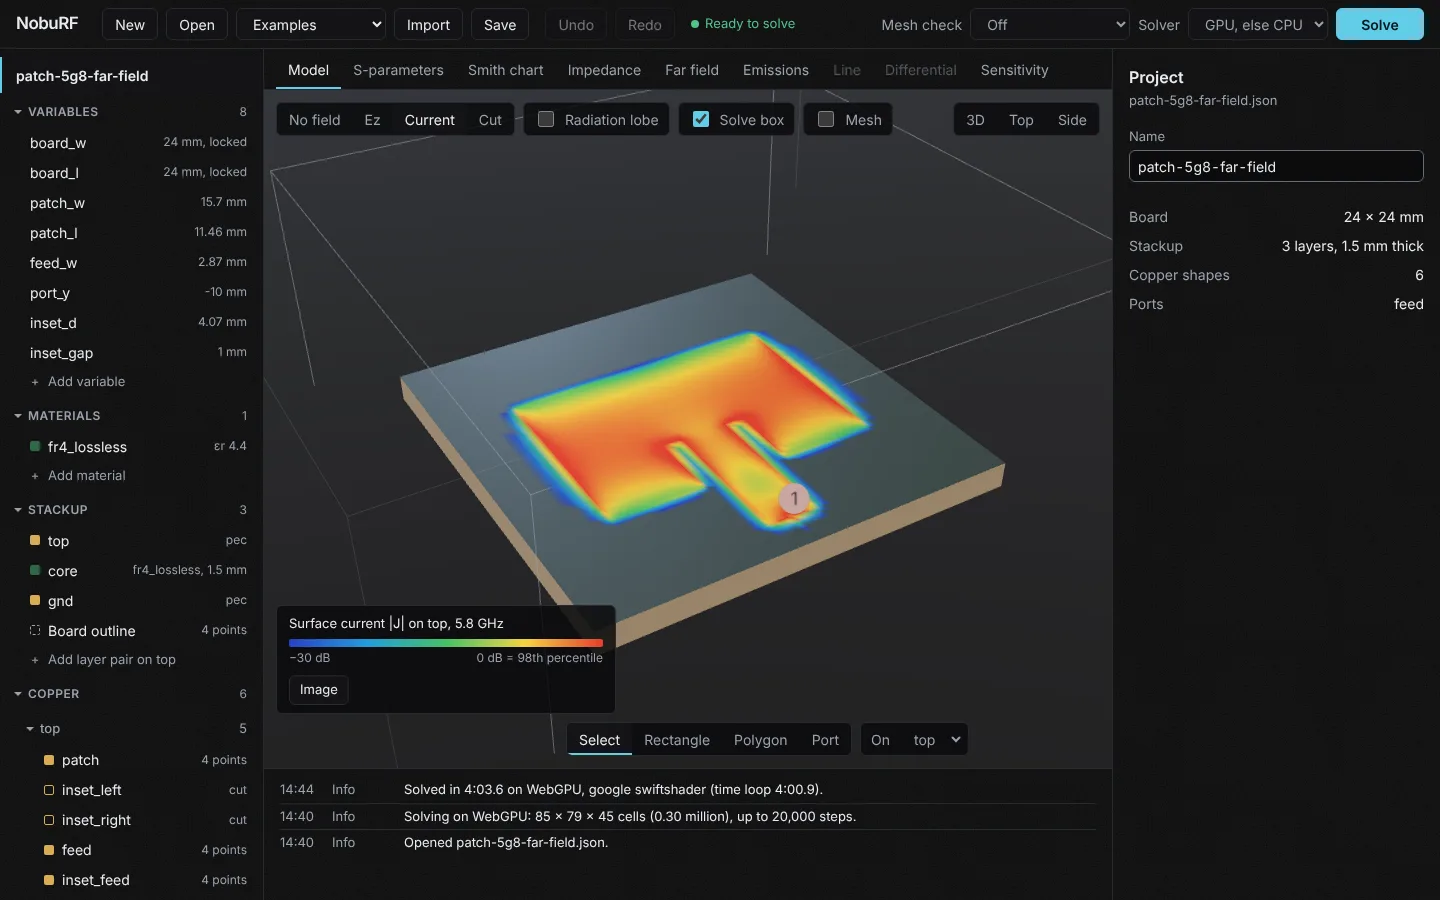 NobuRF New Open Examples Import Save Undo Redo Ready to solve Mesh check Off Solver GPU, else CPU Solve
patch-5g8-far-field
VARIABLES 8
board_w 24 mm, locked
board_l 24 mm, locked
patch_w 15.7 mm
patch_l 11.46 mm
feed_w 2.87 mm
port_y -10 mm
inset_d 4.07 mm
inset_gap 1 mm
+ Add variable
MATERIALS 1
fr4_lossless εr 4.4
+ Add material
STACKUP 3
top pec
core fr4_lossless, 1.5 mm
gnd pec
Board outline 4 points
+ Add layer pair on top
COPPER 6
top 5
patch 4 points
inset_left cut
inset_right cut
feed 4 points
inset_feed 4 points
Model S-parameters Smith chart Impedance Far field Emissions Line Differential Sensitivity
No field Ez Current Cut Radiation lobe Solve box Mesh 3D Top Side
1
Surface current |J| on top, 5.8 GHz
−30 dB 0 dB = 98th percentile
Image
Select Rectangle Polygon Port On top
14:44 Info Solved in 4:03.6 on WebGPU, google swiftshader (time loop 4:00.9).
14:40 Info Solving on WebGPU: 85 × 79 × 45 cells (0.30 million), up to 20,000 steps.
14:40 Info Opened patch-5g8-far-field.json.
Project
patch-5g8-far-field.json
Name
patch-5g8-far-field
Board 24 × 24 mm
Stackup 3 layers, 1.5 mm thick
Copper shapes 6
Ports feed